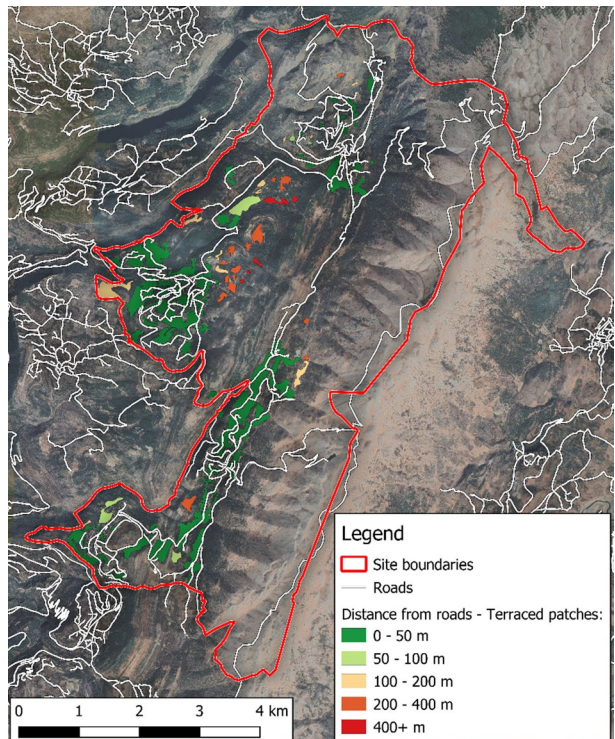 Legend
Site boundaries
Roads
Distance from roads - Terraced patches:
0 - 50 m
50 - 100 m
100 - 200 m
200 - 400 m
400+ m
0 1 2 3 4 km